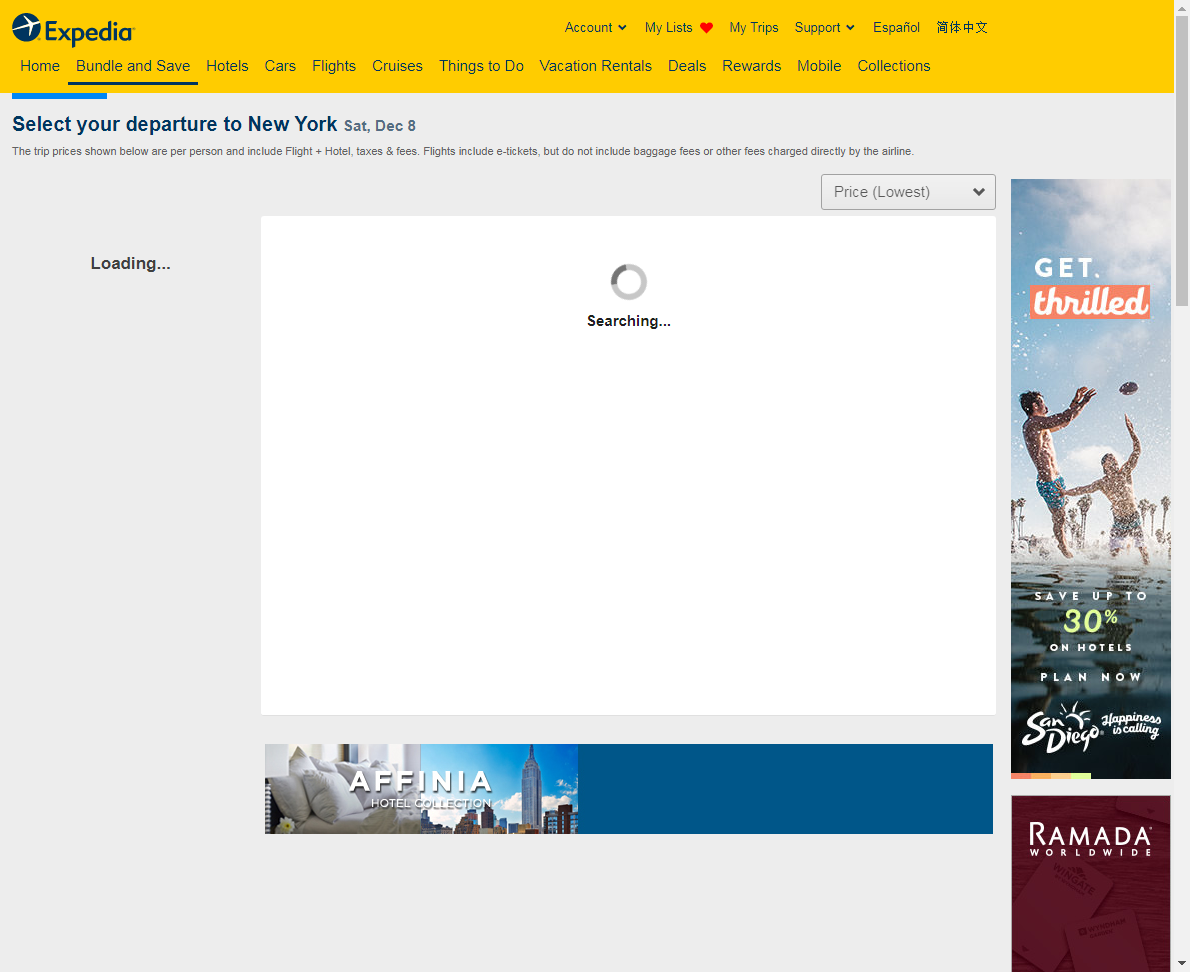 Expedia
Account
My Lists
My Trips
Support
Español
简体中文
Home
Bundle and Save
Hotels
Cars
Flights
Cruises
Things to Do
Vacation Rentals
Deals
Rewards
Mobile
Collections
Select your departure to New York Sat, Dec 8
The trip prices shown below are per person and include Flight + Hotel, taxes & fees. Flights include e-tickets, but do not include baggage fees or other fees charged directly by the airline.
Price (Lowest)
Loading...
Searching...
GET.
thrilled
SAVE UP TO
30%
ON HOTELS
PLAN NOW
San Diego
Happiness is calling
AFFINIA
HOTEL COLLECTION
RAMADA
WORLDWIDE
WINGATE
WYNDHAM